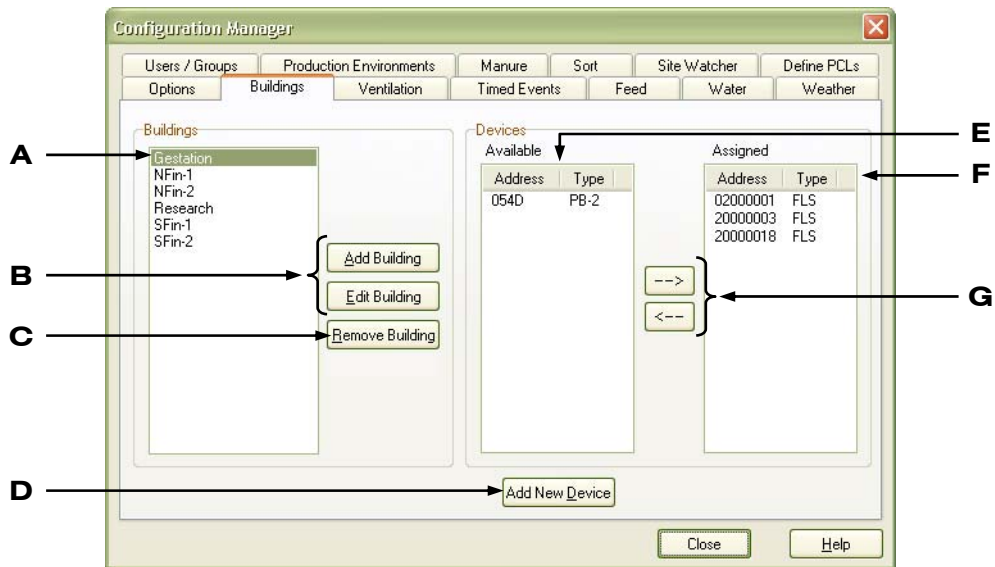 Configuration Manager
Users / Groups Production Environments Manure Sort Site Watcher Define PCLs
Options Buildings Ventilation Timed Events Feed Water Weather
Buildings
Gestation
NFin-1
NFin-2
Research
SFin-1
SFin-2
Add Building
Edit Building
Remove Building
Devices
Available
Address Type
054D PB-2
-->
<--
Assigned
Address Type
02000001 FLS
20000003 FLS
20000018 FLS
Add New Device
Close Help
A
B
C
D
E
F
G